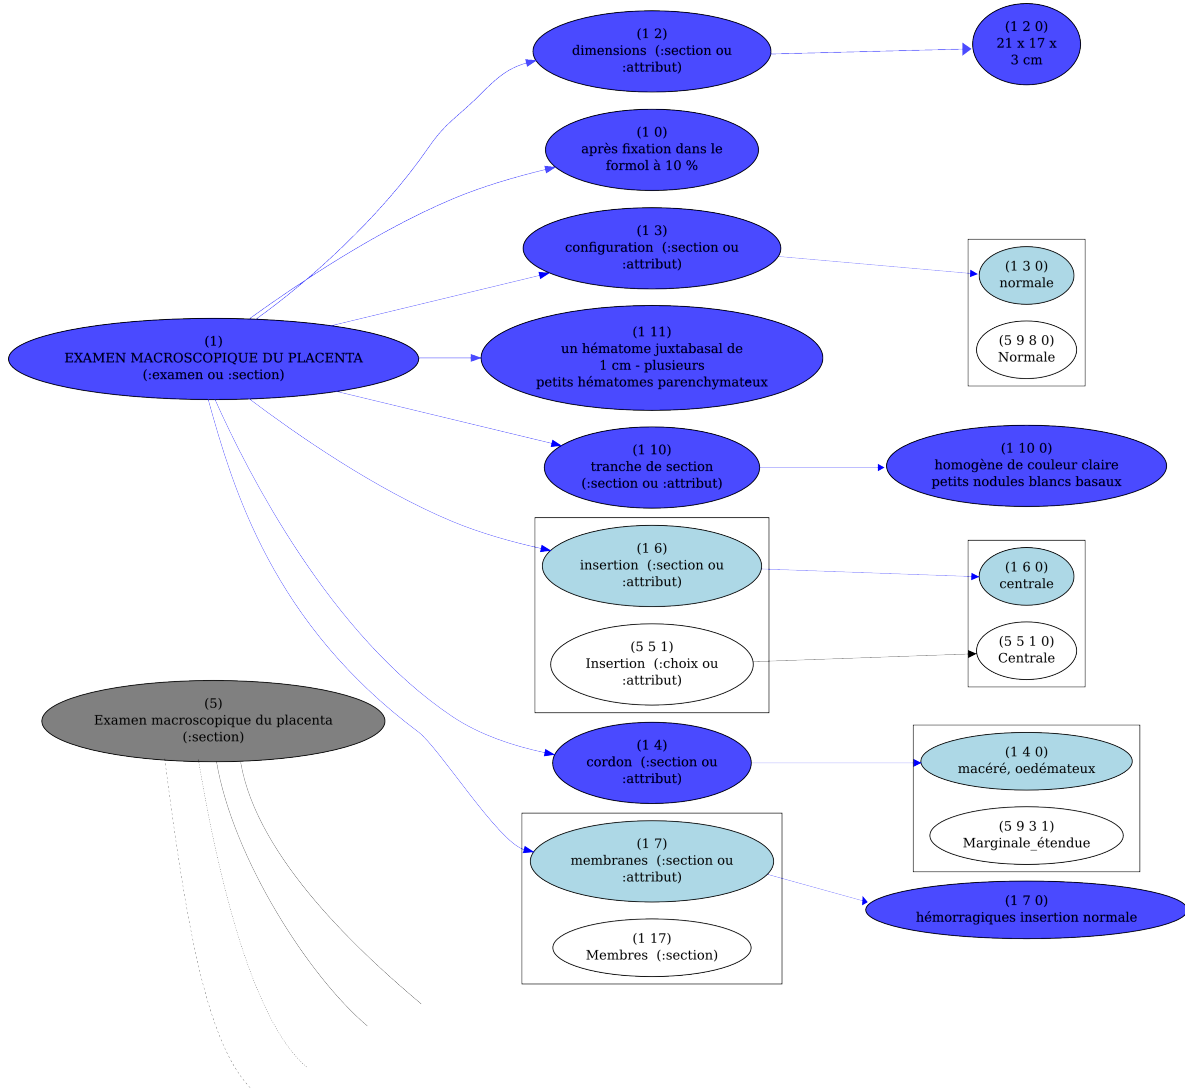 (1 2)
dimensions (:section ou
:attribut)
(1 2 0)
21 x 17 x
3 cm
(1 0)
après fixation dans le
formol à 10 %
(1 3)
configuration (:section ou
:attribut)
(1 3 0)
normale
(5 9 8 0)
Normale
(1)
EXAMEN MACROSCOPIQUE DU PLACENTA
(:examen ou :section)
(1 11)
un hématome juxtabasal de
1 cm - plusieurs
petits hématomes parenchymateux
(1 10)
tranche de section
(:section ou :attribut)
(1 10 0)
homogène de couleur claire
petits nodules blancs basaux
(1 6)
insertion (:section ou
:attribut)
(1 6 0)
centrale
(5 5 1)
Insertion (:choix ou
:attribut)
(5 5 1 0)
Centrale
(5)
Examen macroscopique du placenta
(:section)
(1 4)
cordon (:section ou
:attribut)
(1 4 0)
macéré, oedémateux
(5 9 3 1)
Marginale_étendue
(1 7)
membranes (:section ou
:attribut)
(1 7 0)
hémorragiques insertion normale
(1 17)
Membres (:section)